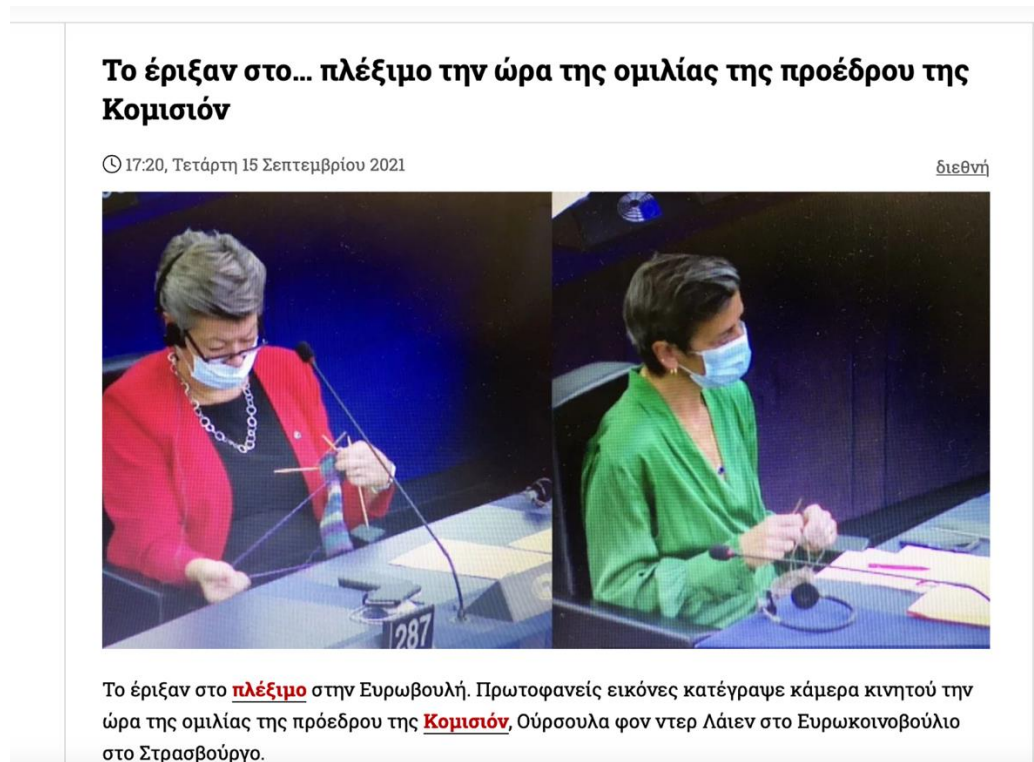 Το έριξαν στο... πλέξιμο την ώρα της ομιλίας της προέδρου της
Κομισιόν
17:20, Τετάρτη 15 Σεπτεμβρίου 2021
διεθνή
287
Το έριξαν στο πλέξιμο στην Ευρωβουλή. Πρωτοφανείς εικόνες κατέγραψε κάμερα κινητού την
ώρα της ομιλίας της πρόεδρου της Κομισιόν, Ούρσουλα φον ντερ Λάιεν στο Ευρωκοινοβούλιο
στο Στρασβούργο.